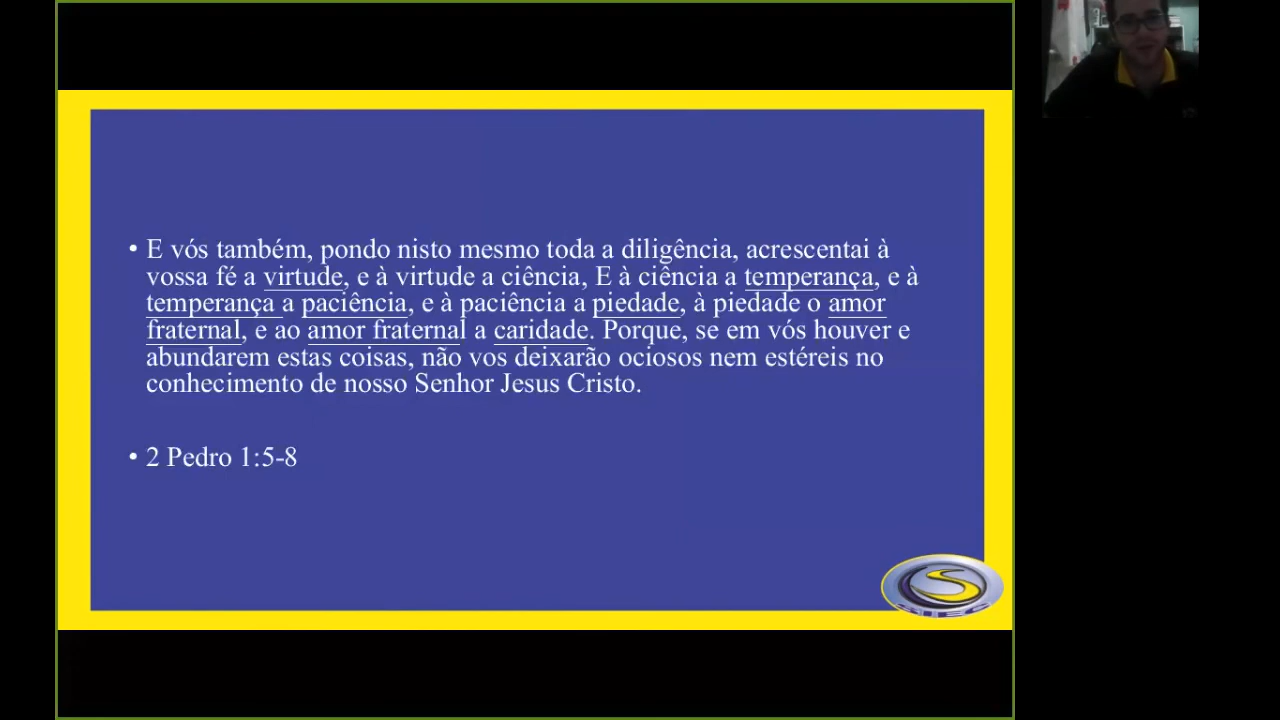 • E vós também, pondo nisto mesmo toda a diligência, acrescentai à
vossa fé a virtude, e à virtude a ciência, E à ciência a temperança, e à
temperança a paciência, e à paciência a piedade, à piedade o amor
fraternal, e ao amor fraternal a caridade. Porque, se em vós houver e
abundarem estas coisas, não vos deixarão ociosos nem estéreis no
conhecimento de nosso Senhor Jesus Cristo.
• 2 Pedro 1:5-8
S